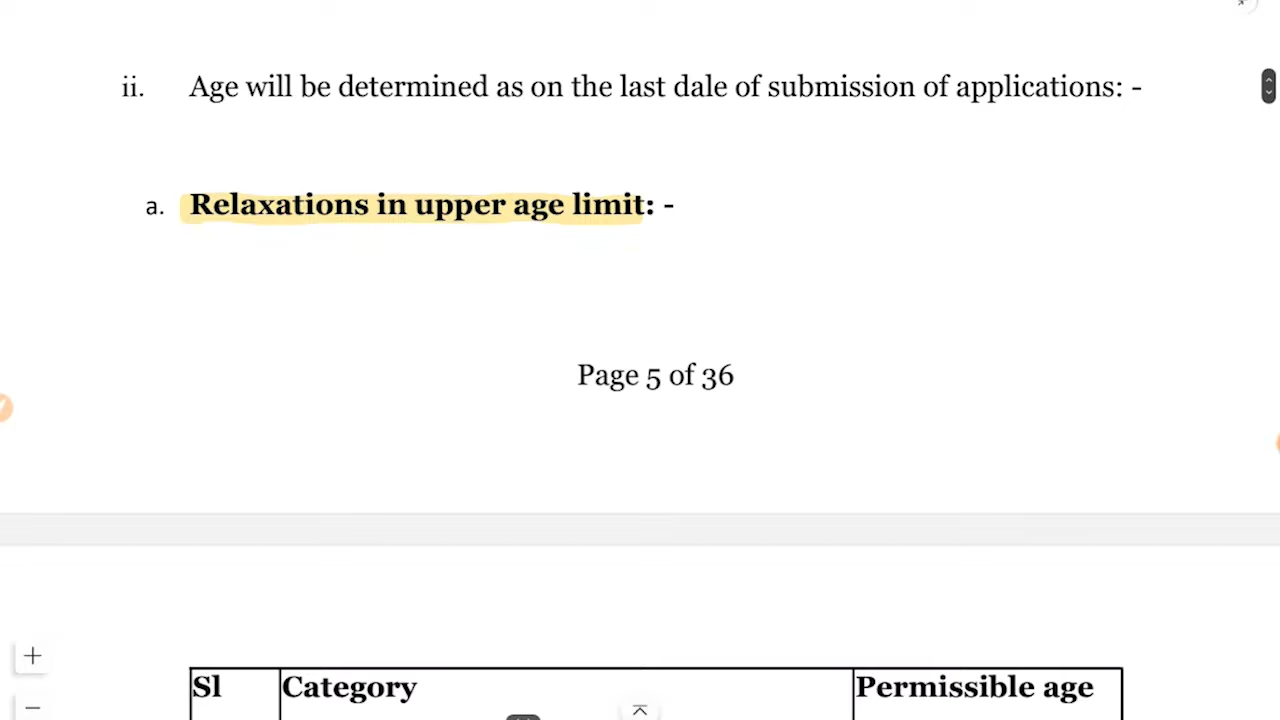 ii. Age will be determined as on the last dale of submission of applications: -
a. Relaxations in upper age limit: -
Page 5 of 36
Sl Category Permissible age